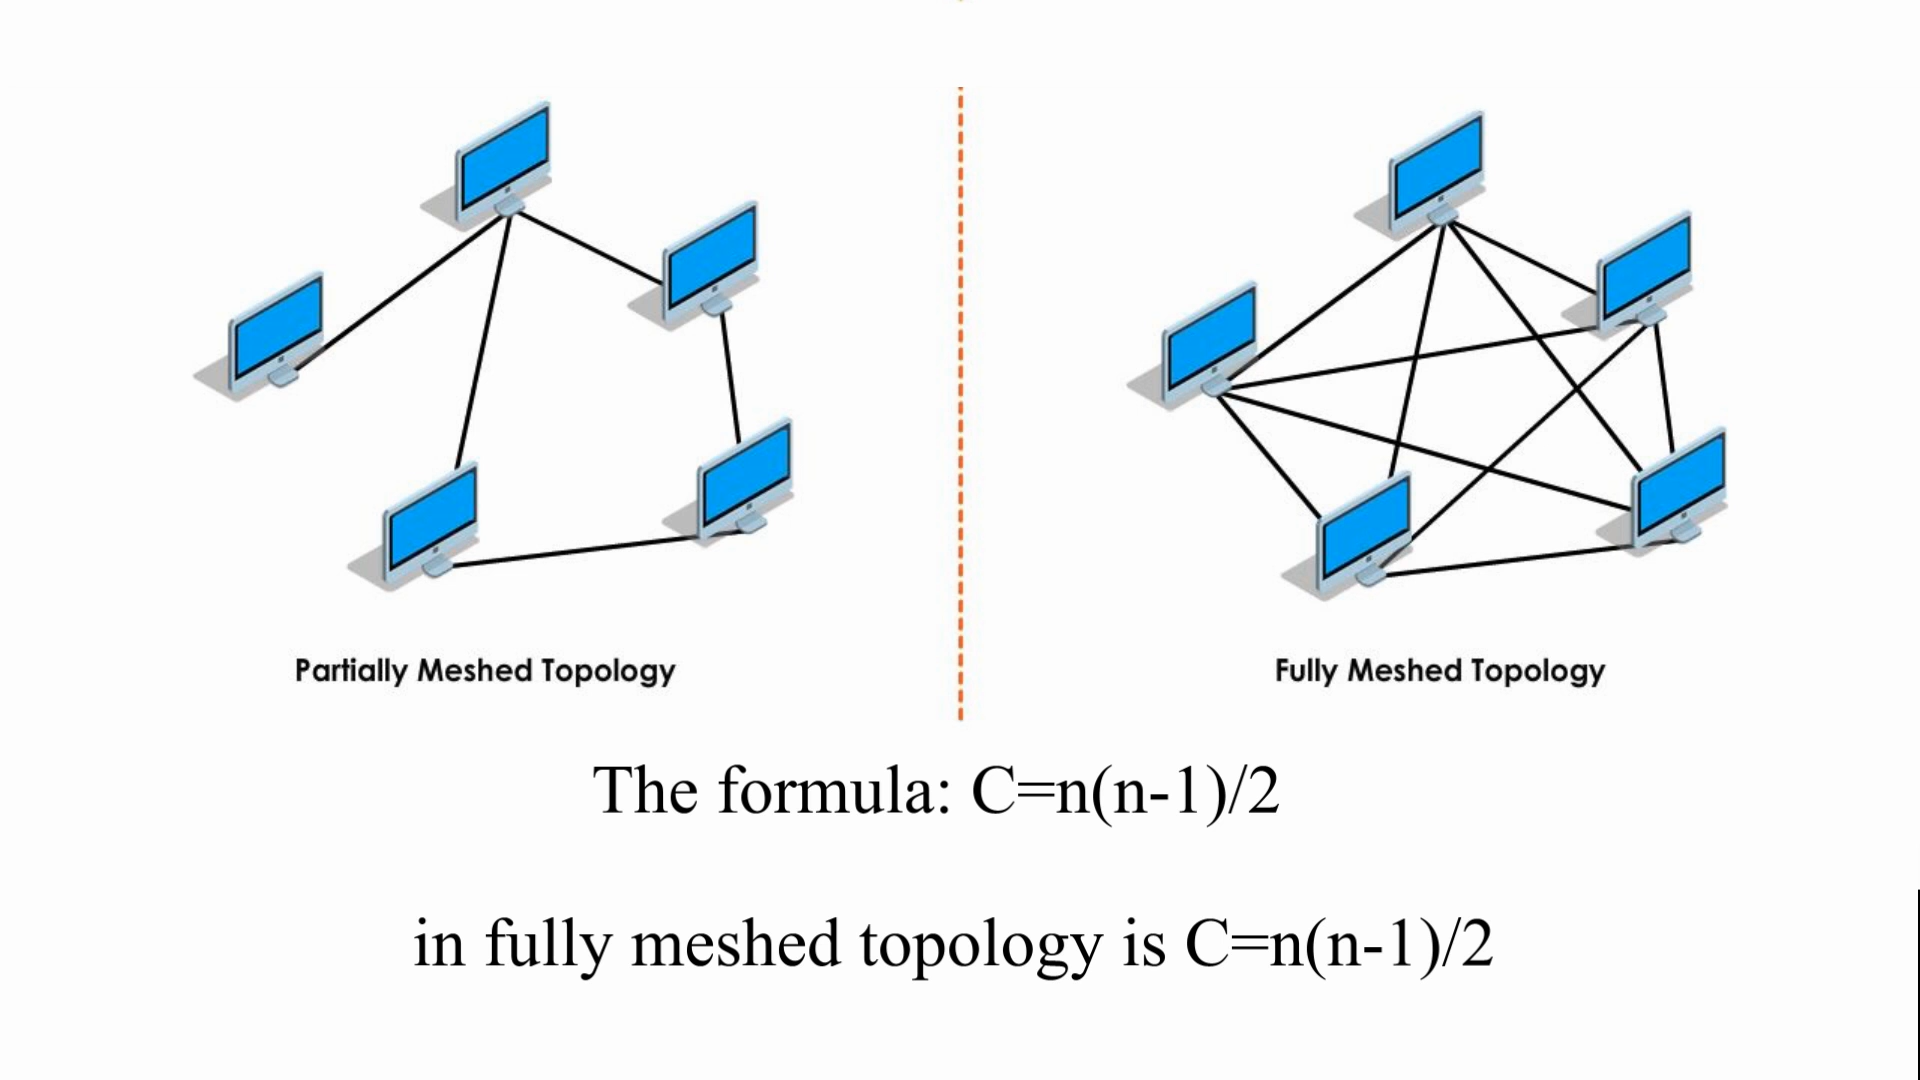 Partially Meshed Topology
Fully Meshed Topology
The formula: C=n(n-1)/2
in fully meshed topology is C=n(n-1)/2